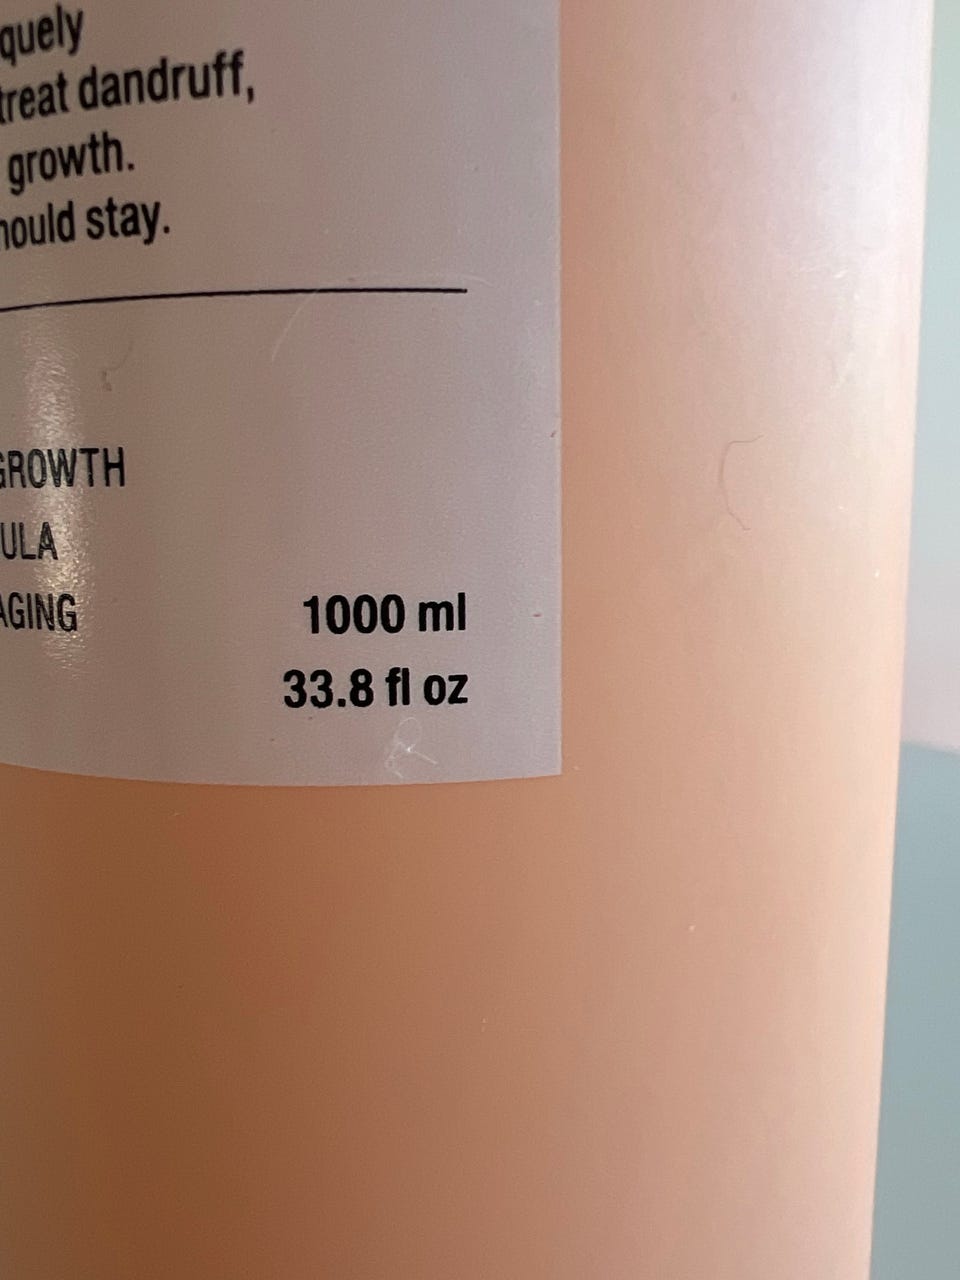 quely
treat dandruff,
growth.
hould stay.
GROWTH
ULA
AGING
1000 ml
33.8 fl oz